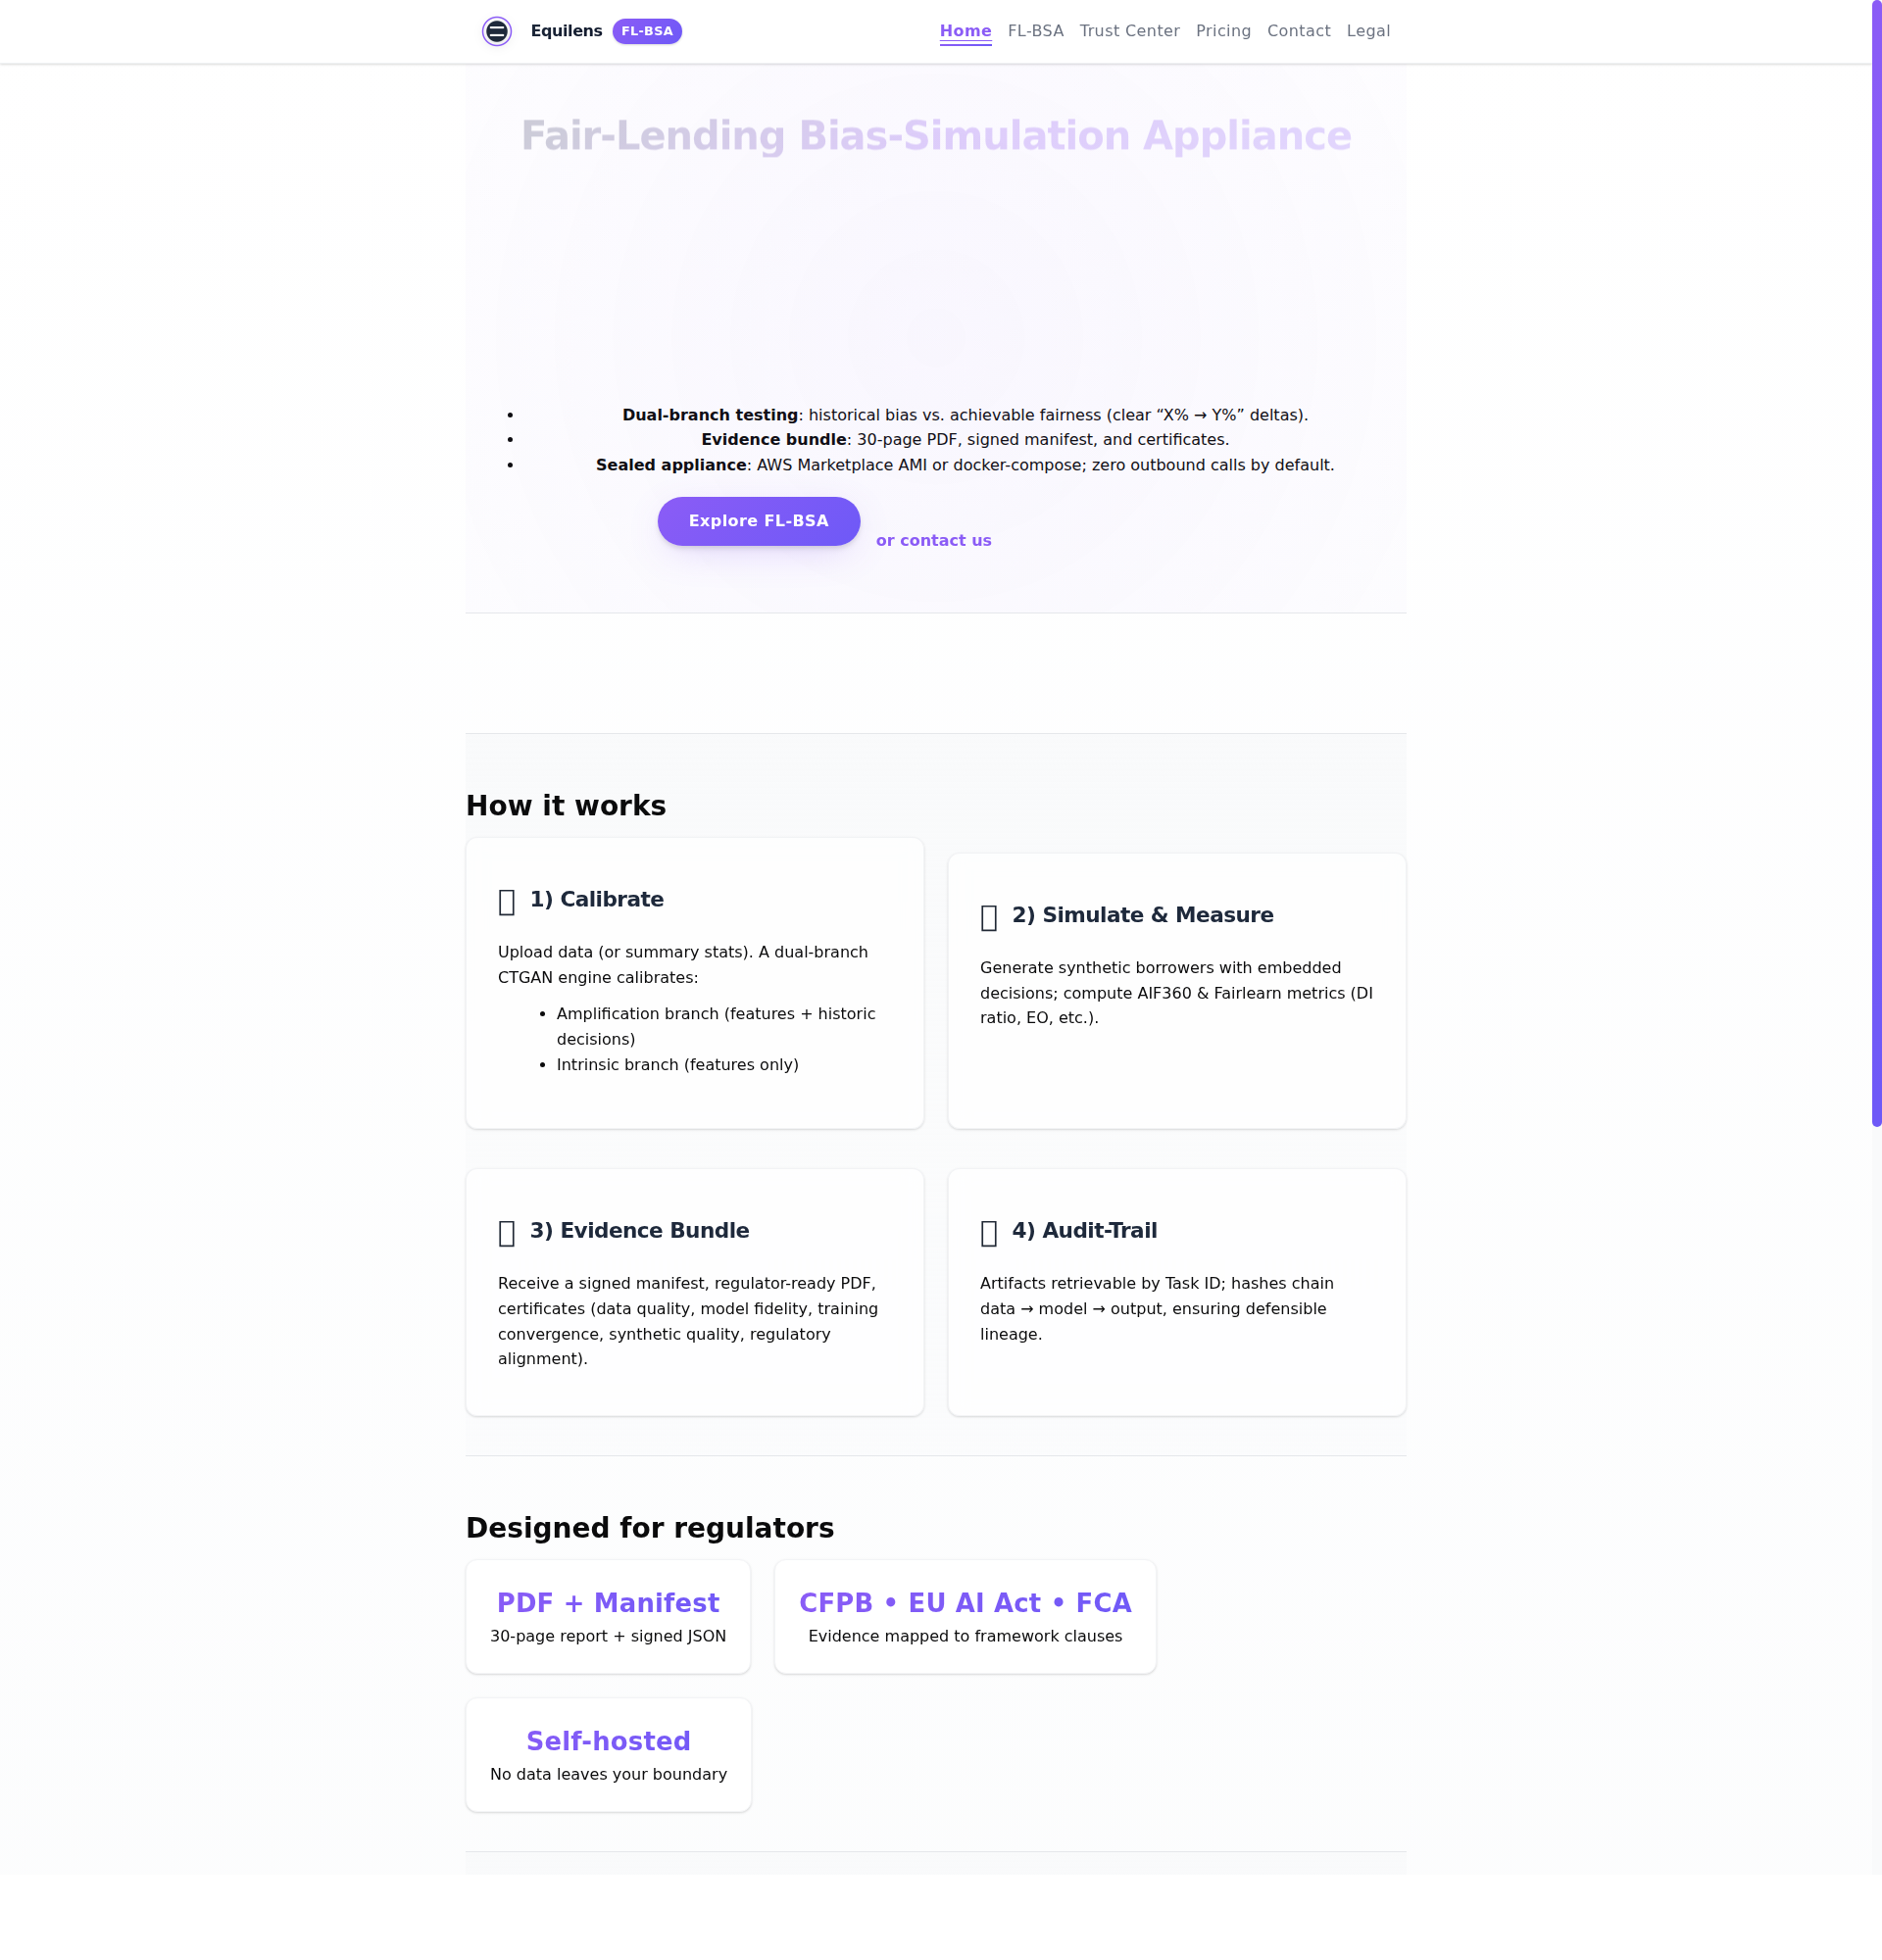 Equilens FL-BSA Home FL-BSA Trust Center Pricing Contact Legal
Fair-Lending Bias-Simulation Appliance
• Dual-branch testing: historical bias vs. achievable fairness (clear “X% → Y%” deltas).
• Evidence bundle: 30-page PDF, signed manifest, and certificates.
• Sealed appliance: AWS Marketplace AMI or docker-compose; zero outbound calls by default.
Explore FL-BSA or contact us
How it works
1) Calibrate
Upload data (or summary stats). A dual-branch
CTGAN engine calibrates:
• Amplification branch (features + historic
decisions)
• Intrinsic branch (features only)
2) Simulate & Measure
Generate synthetic borrowers with embedded
decisions; compute AIF360 & Fairlearn metrics (DI
ratio, EO, etc.).
3) Evidence Bundle
Receive a signed manifest, regulator-ready PDF,
certificates (data quality, model fidelity, training
convergence, synthetic quality, regulatory
alignment).
4) Audit-Trail
Artifacts retrievable by Task ID; hashes chain
data → model → output, ensuring defensible
lineage.
Designed for regulators
PDF + Manifest
30-page report + signed JSON
CFPB • EU AI Act • FCA
Evidence mapped to framework clauses
Self-hosted
No data leaves your boundary